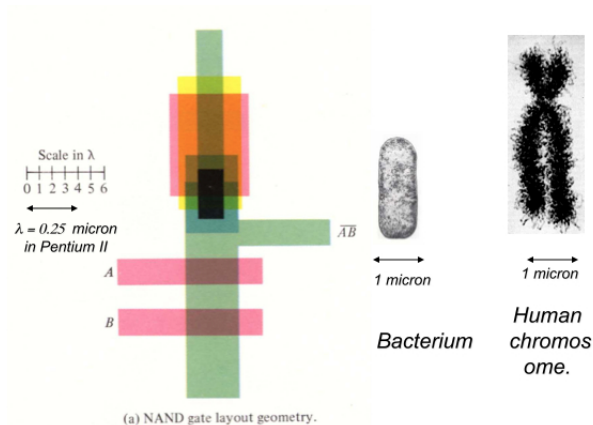 Scale in λ
0 1 2 3 4 5 6
λ = 0.25 micron
in Pentium II
A
B
AB
(a) NAND gate layout geometry.
1 micron
Bacterium
1 micron
Human
chromos
ome.